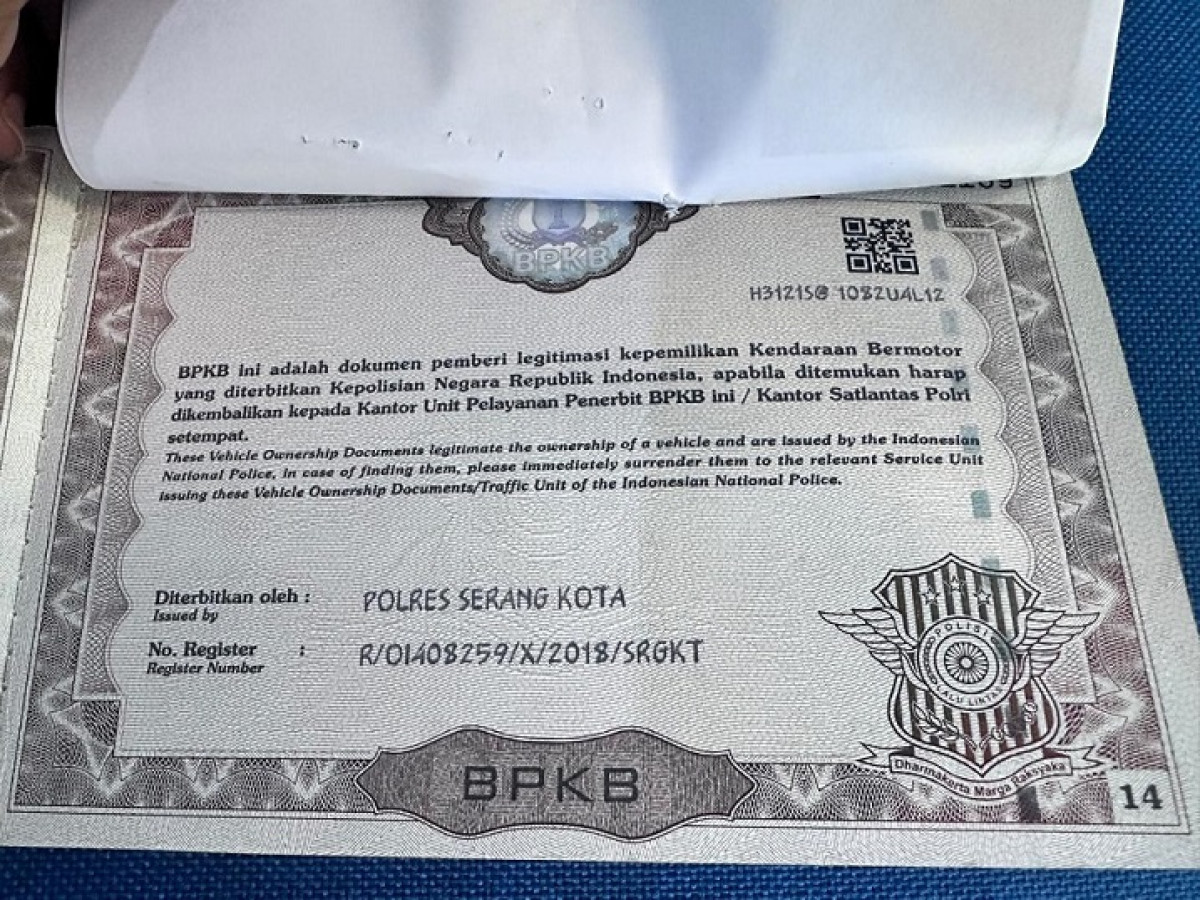 BPKB
H31215@ 1082U4L12
BPKB ini adalah dokumen pemberi legitimasi kepemilikan Kendaraan Bermotor
yang diterbitkan Kepolisian Negara Republik Indonesia, apabila ditemukan harap
dikembalikan kepada Kantor Unit Pelayanan Penerbit BPKB ini / Kantor Satlantas Polri
setempat.
These Vehicle Ownership Documents legitimate the ownership of a vehicle and are issued by the Indonesian
National Police, in case of finding them, please immediately surrender them to the relevant Service Unit
issuing these Vehicle Ownership Documents/Traffic Unit of the Indonesian National Police.
Diterbitkan oleh : POLRES SERANG KOTA
Issued by
No. Register : R/01408259/X/2018/SRGKT
Register Number
POLISI
LALU LINTAS
Dharmakerta Marga Raksyaka
BPKB
14